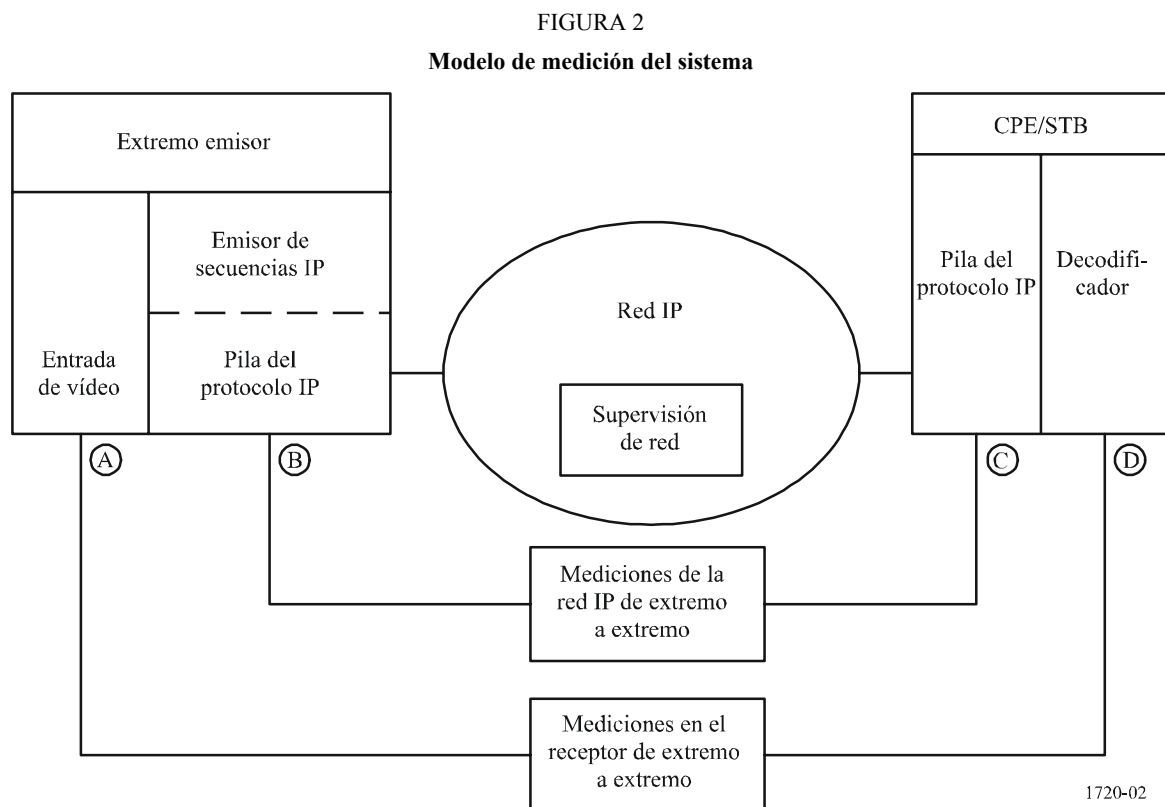 FIGURA 2
Modelo de medición del sistema
Extremo emisor
CPE/STB
Emisor de
secuencias IP
Pila del
protocolo IP
Entrada
de vídeo
Red IP
Supervisión
de red
Pila del
protocolo IP
Decodifi-
cador
A
B
C
D
Mediciones de la
red IP de extremo
a extremo
Mediciones en el
receptor de extremo
a extremo
1720-02